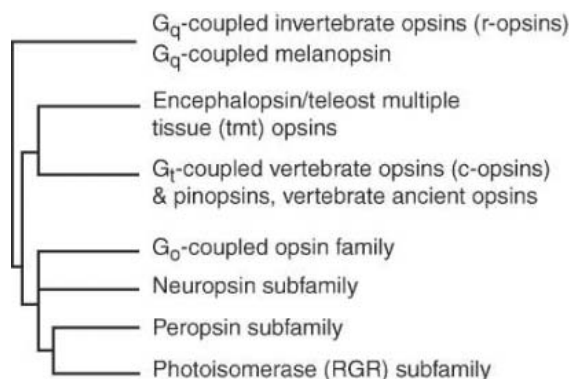 Gq-coupled invertebrate opsins (r-opsins)
Gq-coupled melanopsin
Encephalopsin/teleost multiple
tissue (tmt) opsins
Gt-coupled vertebrate opsins (c-opsins)
& pinopsins, vertebrate ancient opsins
Go-coupled opsin family
Neuropsin subfamily
Peropsin subfamily
Photoisomerase (RGR) subfamily